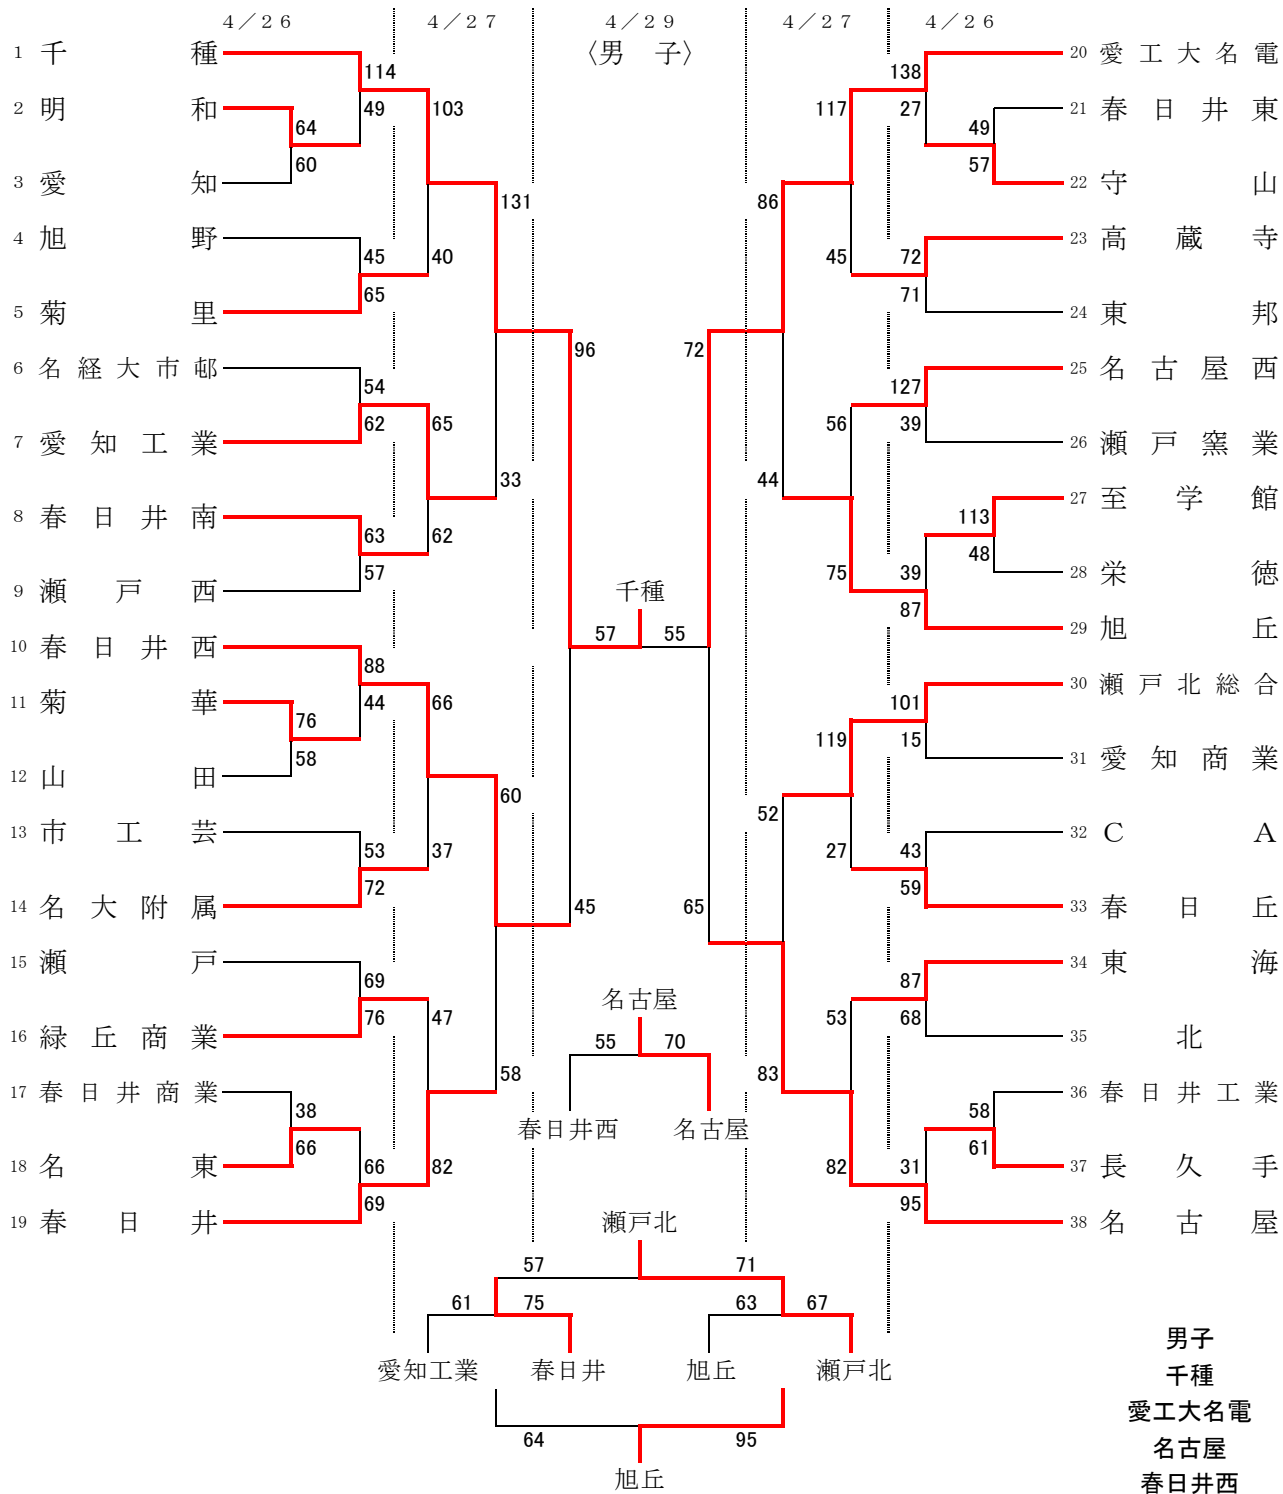 4／26 4／27 4／29 4／27 4／26
〈男 子〉
1 千種
114
2 明和
49
103
64
60
3 愛知
131
4 旭野
45
40
65
5 菊里
96
6 名経大市邨
54
62
65
7 愛知工業
33
8 春日井南
63
62
57
9 瀬戸西
10 春日井西
88
11 菊華
44
66
76
58
12 山田
60
13 市工芸
53
37
72
14 名大附属
45
15 瀬戸
69
76
47
16 緑丘商業
58
17 春日井商業
38
66
18 名東
66
82
69
19 春日井
千種
57 55
20 愛工大名電
138
117
27
21 春日井東
49
57
22 守山
86
23 高蔵寺
45
72
71
24 東邦
72
25 名古屋西
127
56
39
26 瀬戸窯業
44
27 至学館
113
48
28 栄徳
75
39
87
29 旭丘
30 瀬戸北総合
101
119
15
31 愛知商業
52
32 CA
27
43
59
33 春日丘
65
34 東海
87
53
68
35 北
83
36 春日井工業
58
61
37 長久手
82
31
95
38 名古屋
名古屋
55 70
春日井西 名古屋
瀬戸北
57 71
61 75 63 67
愛知工業 春日井 旭丘 瀬戸北
64 95
旭丘
男子
千種
愛工大名電
名古屋
春日井西